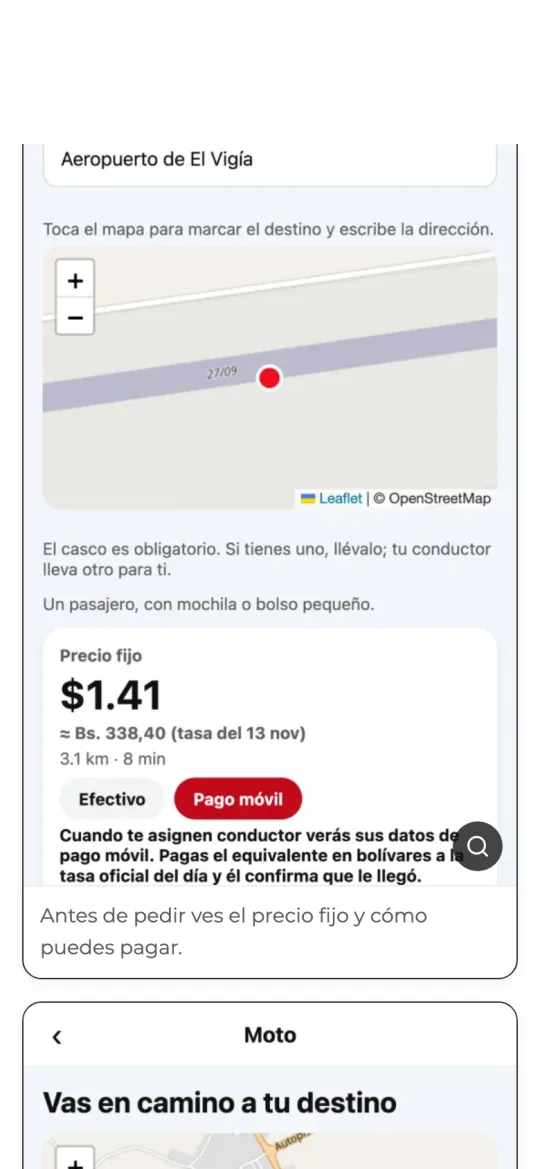 Aeropuerto de El Vigía
Toca el mapa para marcar el destino y escribe la dirección.
+
−
27/09
Leaflet | © OpenStreetMap
El casco es obligatorio. Si tienes uno, llévalo; tu conductor
lleva otro para ti.
Un pasajero, con mochila o bolso pequeño.
Precio fijo
$1.41
≈ Bs. 338,40 (tasa del 13 nov)
3.1 km · 8 min
Efectivo
Pago móvil
Cuando te asignen conductor verás sus datos de
pago móvil. Pagas el equivalente en bolívares a la
tasa oficial del día y él confirma que le llegó.
Antes de pedir ves el precio fijo y cómo
puedes pagar.
‹
Moto
Vas en camino a tu destino
+
Autopi